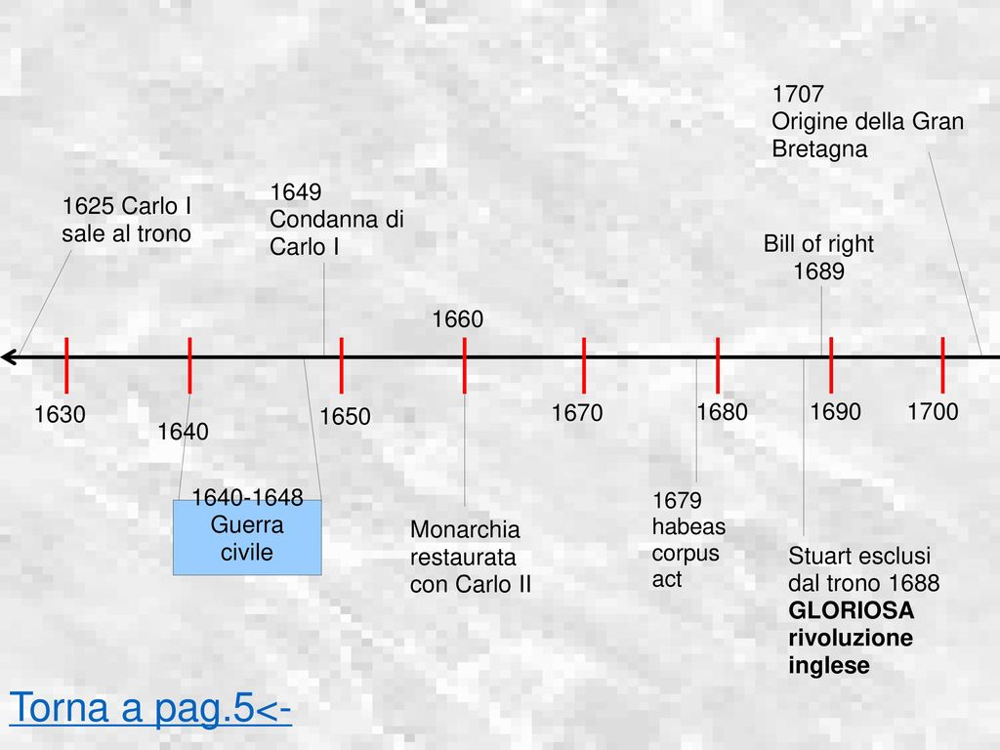 1707
Origine della Gran
Bretagna
1625 Carlo I
sale al trono
1649
Condanna di
Carlo I
Bill of right
1689
1660
1630
1640
1650
1670
1680
1690
1700
1640-1648
Guerra
civile
Monarchia
restaurata
con Carlo II
1679
habeas
corpus
act
Stuart esclusi
dal trono 1688
GLORIOSA
rivoluzione
inglese
Torna a pag.5<-